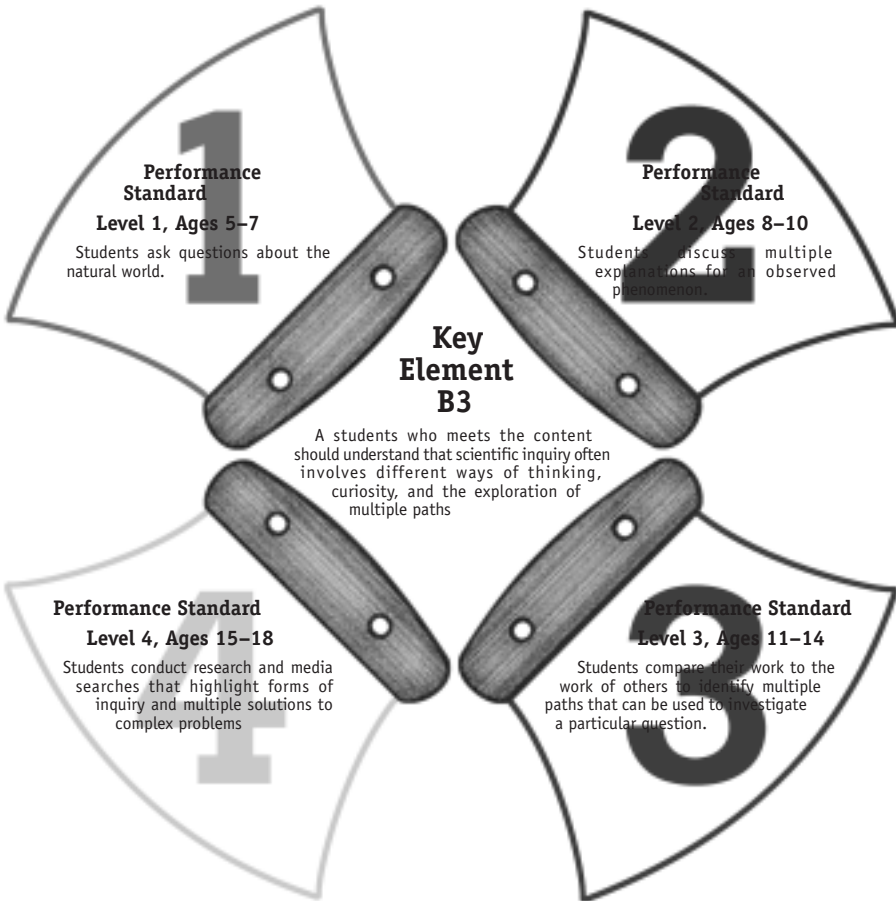 1
Performance
Standard
Level 1, Ages 5–7
Students ask questions about the
natural world.
2
Performance
Standard
Level 2, Ages 8–10
Students discuss multiple
explanations for an observed
phenomenon.
Key
Element
B3
A students who meets the content
should understand that scientific inquiry often
involves different ways of thinking,
curiosity, and the exploration of
multiple paths
4
Performance Standard
Level 4, Ages 15–18
Students conduct research and media
searches that highlight forms of
inquiry and multiple solutions to
complex problems
3
Performance Standard
Level 3, Ages 11–14
Students compare their work to the
work of others to identify multiple
paths that can be used to investigate
a particular question.